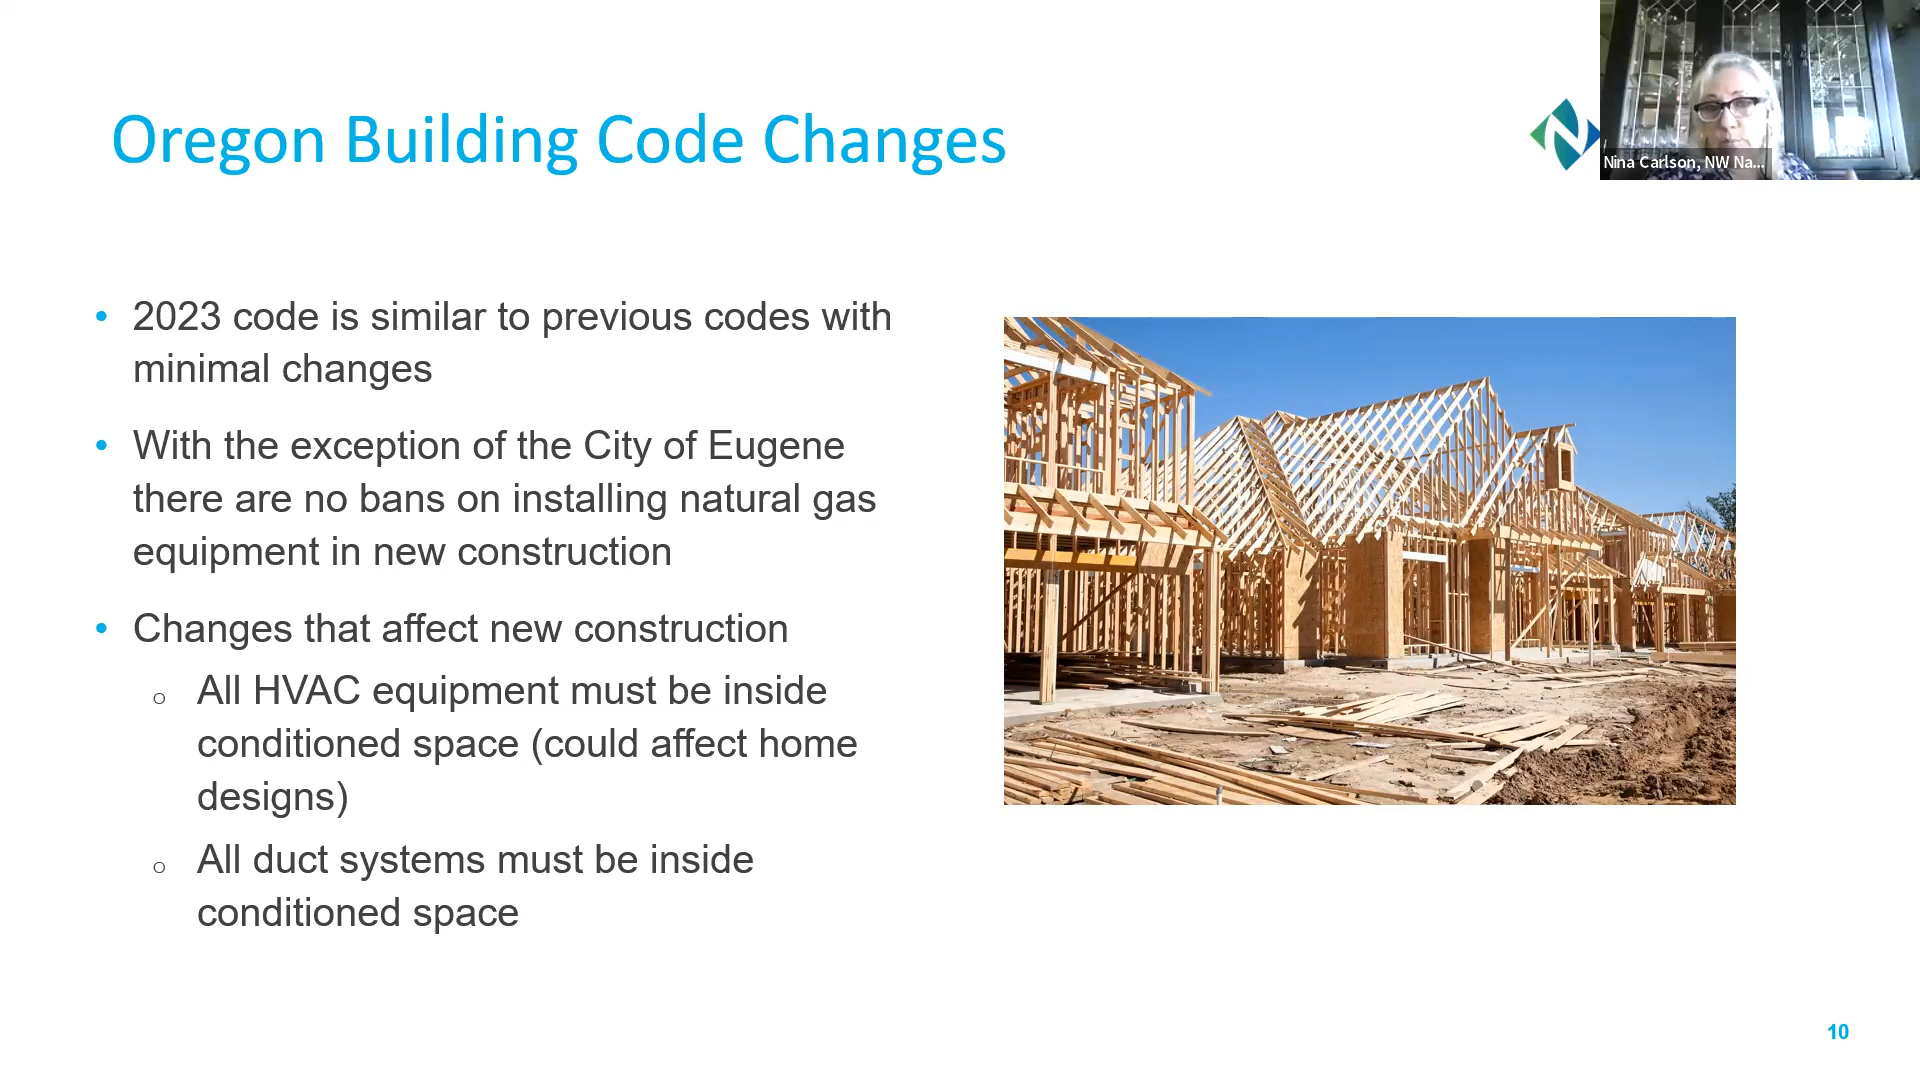 Oregon Building Code Changes
Nina Carlson, NW Na...
• 2023 code is similar to previous codes with
minimal changes
• With the exception of the City of Eugene
there are no bans on installing natural gas
equipment in new construction
• Changes that affect new construction
o All HVAC equipment must be inside
conditioned space (could affect home
designs)
o All duct systems must be inside
conditioned space
10